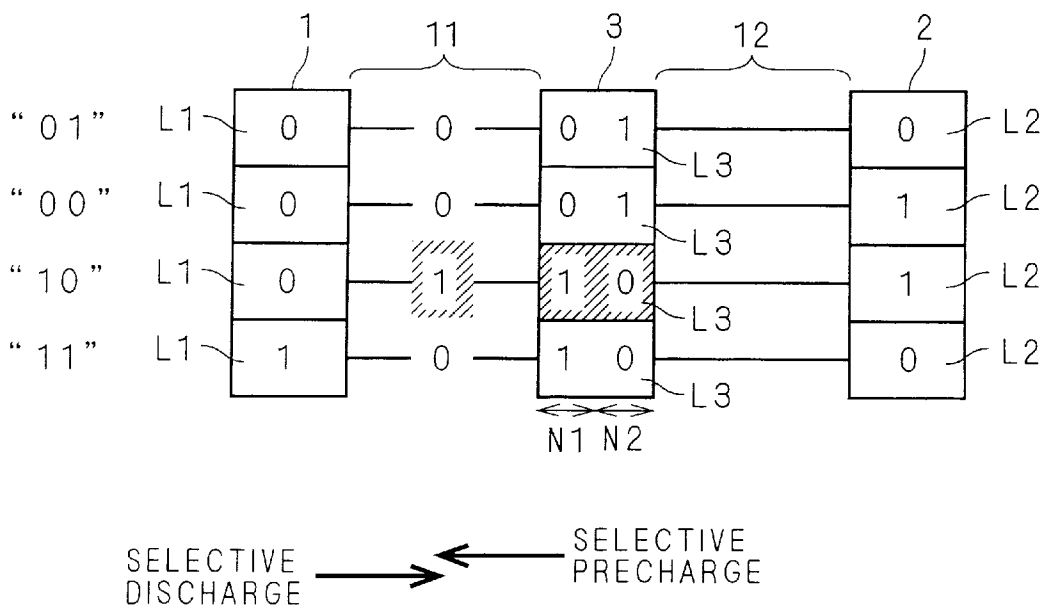 1 11 3 12 2
“01” L1 0 0 0 1 0 L2
L3
“00” L1 0 0 0 1 1 L2
L3
“10” L1 0 1 1 0 1 L2
L3
“11” L1 1 0 1 0 0 L2
L3
N1 N2
SELECTIVE
DISCHARGE
SELECTIVE
PRECHARGE